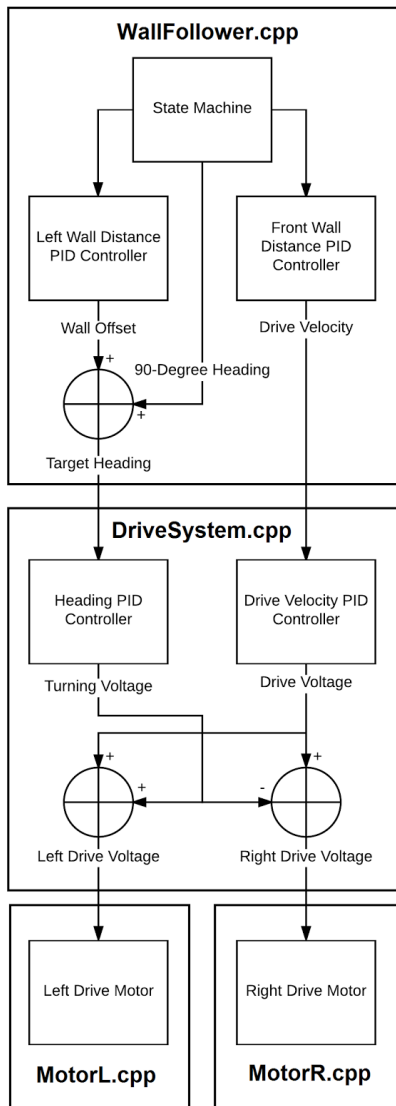 WallFollower.cpp
State Machine
Left Wall Distance
PID Controller
Front Wall
Distance PID
Controller
Wall Offset
Drive Velocity
+
90-Degree Heading
+
Target Heading
DriveSystem.cpp
Heading PID
Controller
Drive Velocity PID
Controller
Turning Voltage
Drive Voltage
+
+
+
-
Left Drive Voltage
Right Drive Voltage
Left Drive Motor
Right Drive Motor
MotorL.cpp
MotorR.cpp